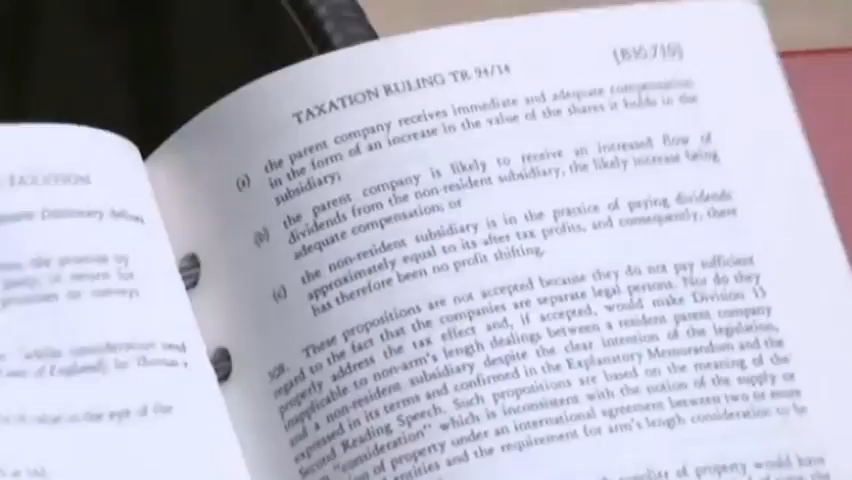 TAXATION
TAXATION RULING TR 94/14
(a) the parent company receives immediate and adequate compensation
in the form of an increase in the value of the shares it holds in the
subsidiary;
(b) the parent company is likely to receive an increased flow of
dividends from the non-resident subsidiary, the likely increase being
adequate compensation; or
(c) the non-resident subsidiary is in the practice of paying dividends
approximately equal to its after tax profits, and consequently, there
has therefore been no profit shifting.
These propositions are not accepted because they do not pay sufficient
regard to the fact that the companies are separate legal persons. Nor do they
properly address the tax effect and, if accepted, would make Division 13
inapplicable to non-arm's length dealings between a resident parent company
and a non-resident subsidiary despite the clear intention of the legislation,
expressed in its terms and confirmed in the Explanatory Memorandum and the
Second Reading Speech. Such propositions are based on the meaning of the
"consideration" which is inconsistent with the notion of the supply or
of property under an international agreement between two or more
entities and the requirement for arm's length consideration to be
supplier of property would have